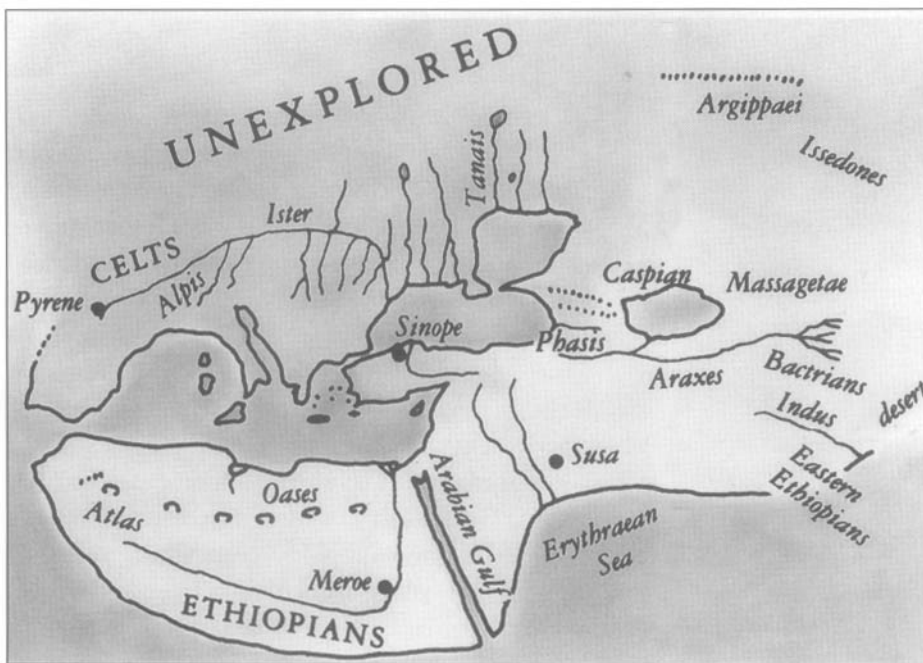 UNEXPLORED
Argippaei
Issedones
Tanais
Ister
CELTS
Alpis
Pyrene
Caspian
Massagetae
Sinope
Phasis
Araxes
Bactrians
Indus
desert
Susa
Eastern
Ethiopians
Arabian Gulf
Oases
Atlas
Erythraean
Sea
Meroe
ETHIOPIANS